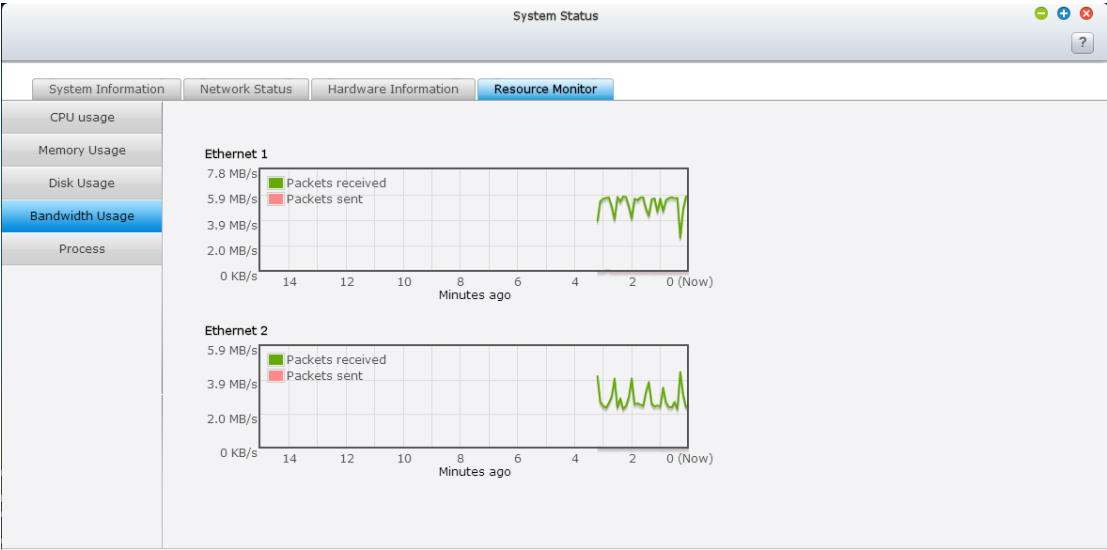 System Status
?
System Information Network Status Hardware Information Resource Monitor
CPU usage
Memory Usage
Disk Usage
Bandwidth Usage
Process
Ethernet 1
7.8 MB/s
5.9 MB/s
3.9 MB/s
2.0 MB/s
0 KB/s
Packets received
Packets sent
14 12 10 8 6 4 2 0 (Now)
Minutes ago
Ethernet 2
5.9 MB/s
3.9 MB/s
2.0 MB/s
0 KB/s
Packets received
Packets sent
14 12 10 8 6 4 2 0 (Now)
Minutes ago